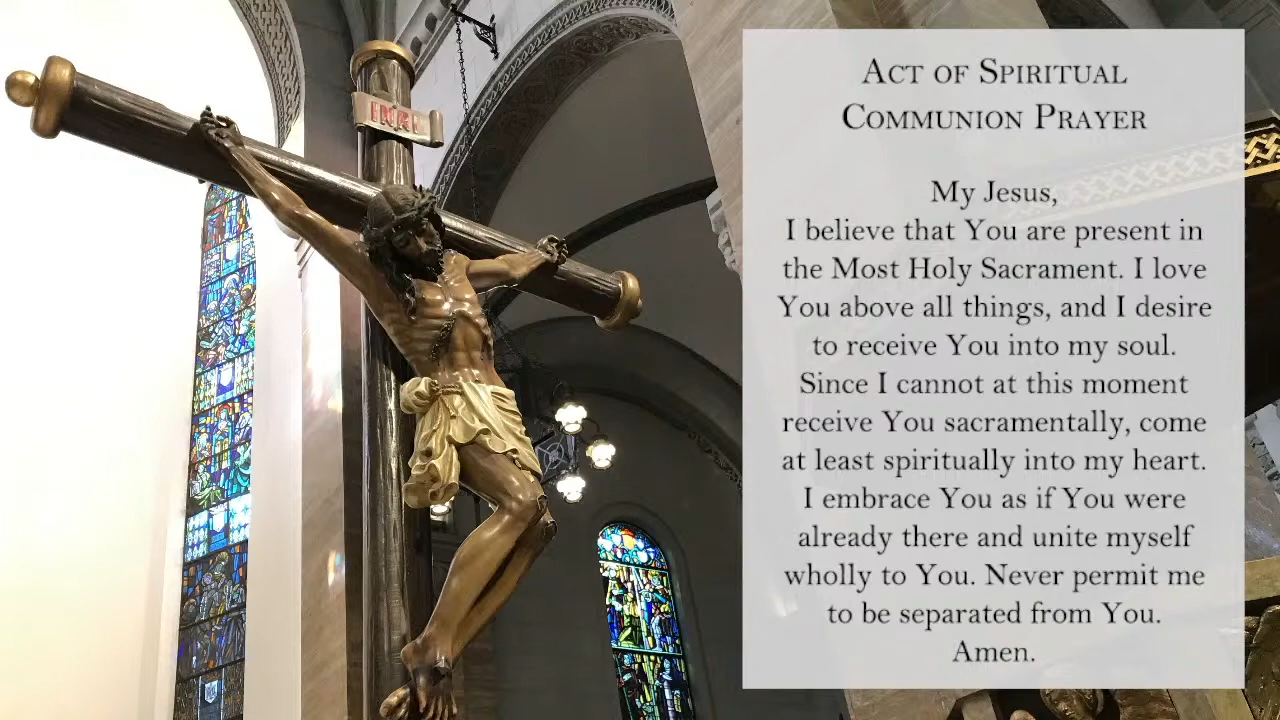 INRI
ACT OF SPIRITUAL
COMMUNION PRAYER
My Jesus,
I believe that You are present in
the Most Holy Sacrament. I love
You above all things, and I desire
to receive You into my soul.
Since I cannot at this moment
receive You sacramentally, come
at least spiritually into my heart.
I embrace You as if You were
already there and unite myself
wholly to You. Never permit me
to be separated from You.
Amen.